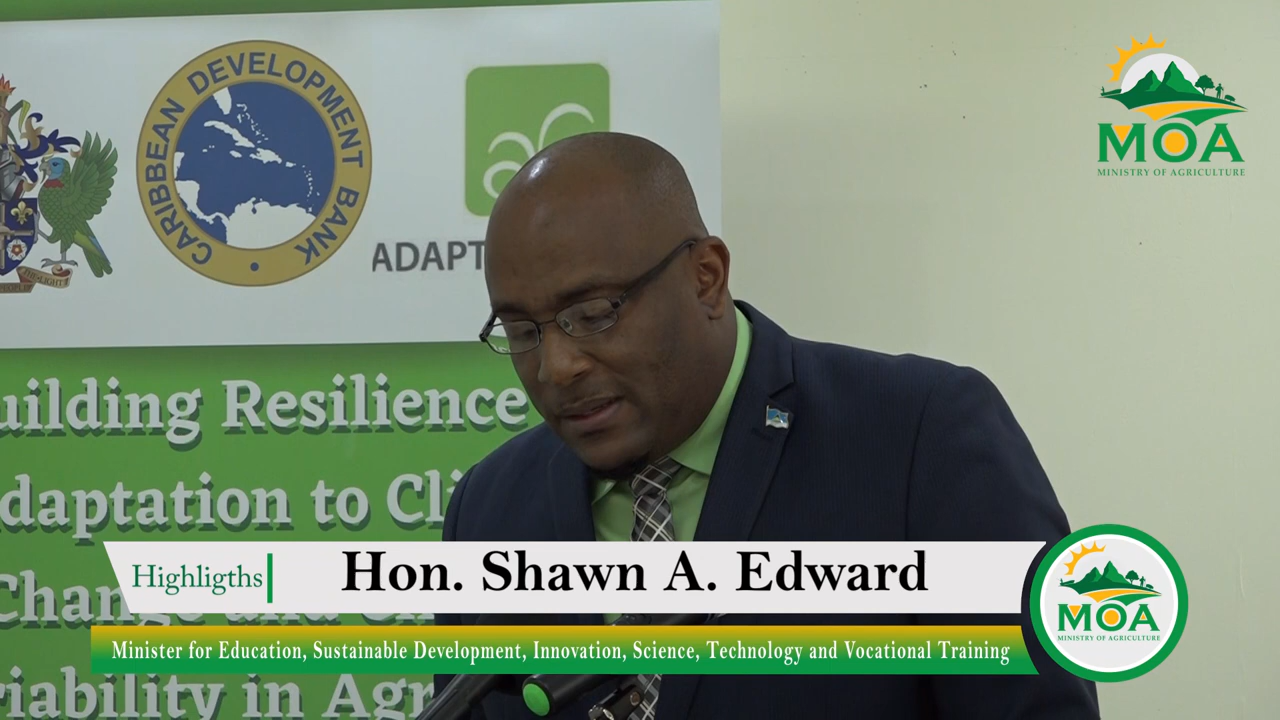 CARIBBEAN DEVELOPMENT BANK
MOA
MINISTRY OF AGRICULTURE
ADAPT
uilding Resilience
daptation to Cli
Change and
riability in Agr
Highligths
Hon. Shawn A. Edward
Minister for Education, Sustainable Development, Innovation, Science, Technology and Vocational Training
MOA
MINISTRY OF AGRICULTURE